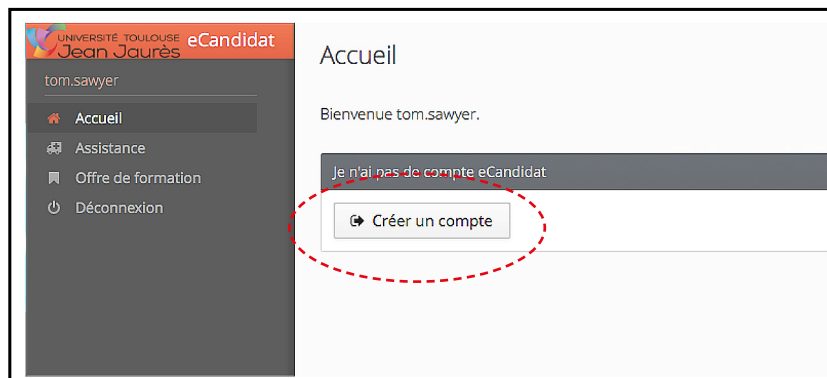 UNIVERSITÉ TOULOUSE
Jean Jaurès
eCandidat
tom.sawyer
Accueil
Assistance
Offre de formation
Déconnexion
Accueil
Bienvenue tom.sawyer.
Je n'ai pas de compte eCandidat
Créer un compte